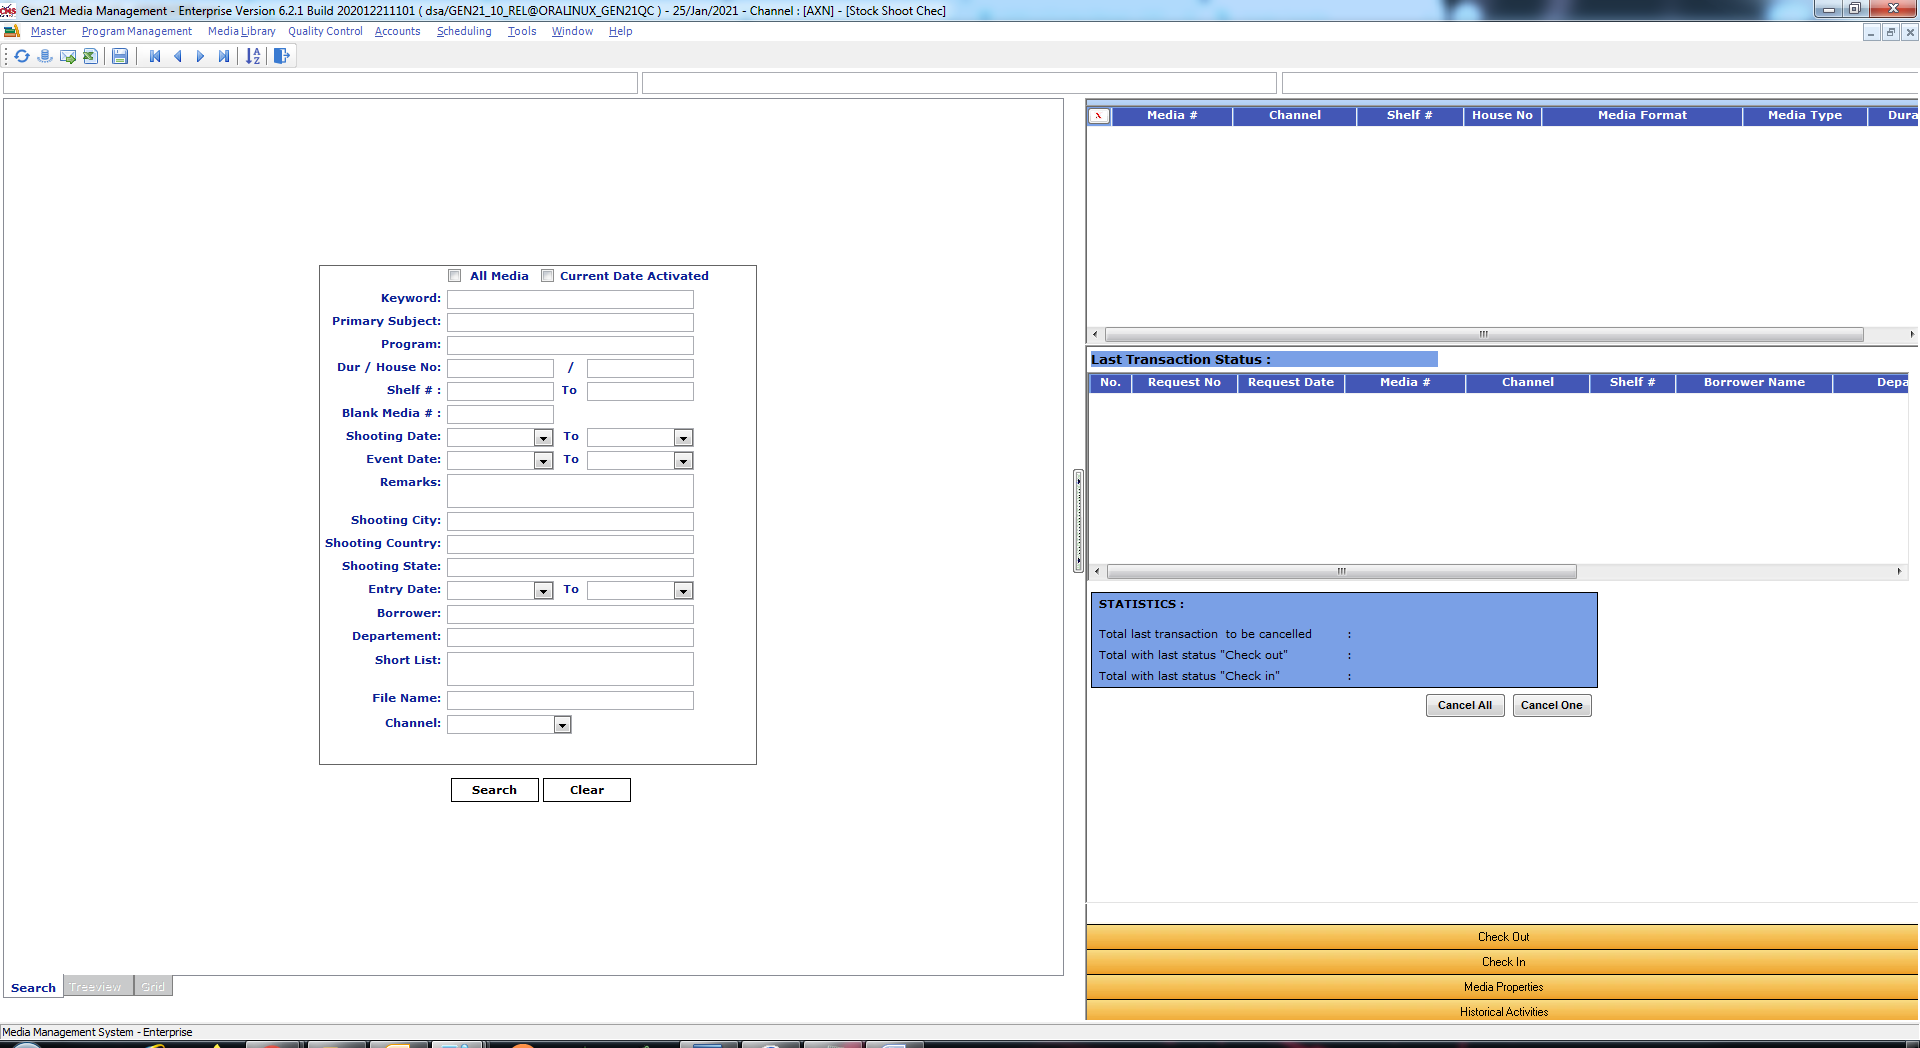 Gen21 Media Management - Enterprise Version 6.2.1 Build 202012211101 ( dsa/GEN21_10_REL@ORALINUX_GEN21QC ) - 25/Jan/2021 - Channel : [AXN] - [Stock Shoot Chec]
Master Program Management Media Library Quality Control Accounts Scheduling Tools Window Help
All Media Current Date Activated
Keyword:
Primary Subject:
Program:
Dur / House No: /
Shelf # : To
Blank Media # :
Shooting Date: To
Event Date: To
Remarks:
Shooting City:
Shooting Country:
Shooting State:
Entry Date: To
Borrower:
Departement:
Short List:
File Name:
Channel:
Search Clear
Search Treeview Grid
X Media # Channel Shelf # House No Media Format Media Type Dura
Last Transaction Status :
No. Request No Request Date Media # Channel Shelf # Borrower Name Depa
STATISTICS :
Total last transaction to be cancelled :
Total with last status "Check out" :
Total with last status "Check in" :
Cancel All Cancel One
Check Out
Check In
Media Properties
Historical Activities
Media Management System - Enterprise